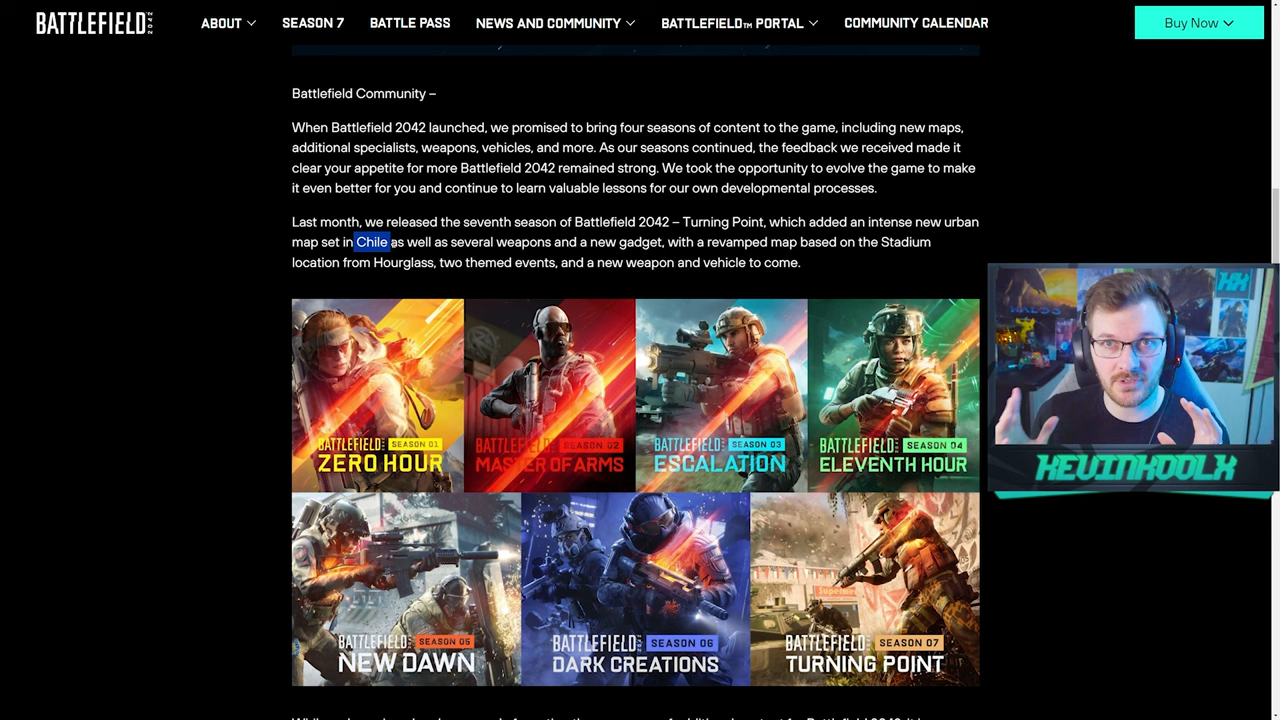 BATTLEFIELD 2042
ABOUT
SEASON 7
BATTLE PASS
NEWS AND COMMUNITY
BATTLEFIELD™ PORTAL
COMMUNITY CALENDAR
Buy Now
Battlefield Community –
When Battlefield 2042 launched, we promised to bring four seasons of content to the game, including new maps,
additional specialists, weapons, vehicles, and more. As our seasons continued, the feedback we received made it
clear your appetite for more Battlefield 2042 remained strong. We took the opportunity to evolve the game to make
it even better for you and continue to learn valuable lessons for our own developmental processes.
Last month, we released the seventh season of Battlefield 2042 – Turning Point, which added an intense new urban
map set in Chile as well as several weapons and a new gadget, with a revamped map based on the Stadium
location from Hourglass, two themed events, and a new weapon and vehicle to come.
BATTLEFIELD 2042 SEASON 01
ZERO HOUR
BATTLEFIELD 2042 SEASON 02
MASTER OF ARMS
BATTLEFIELD 2042 SEASON 03
ESCALATION
BATTLEFIELD 2042 SEASON 04
ELEVENTH HOUR
BATTLEFIELD 2042 SEASON 05
NEW DAWN
BATTLEFIELD 2042 SEASON 06
DARK CREATIONS
BATTLEFIELD 2042 SEASON 07
TURNING POINT
KEVINKOOLX